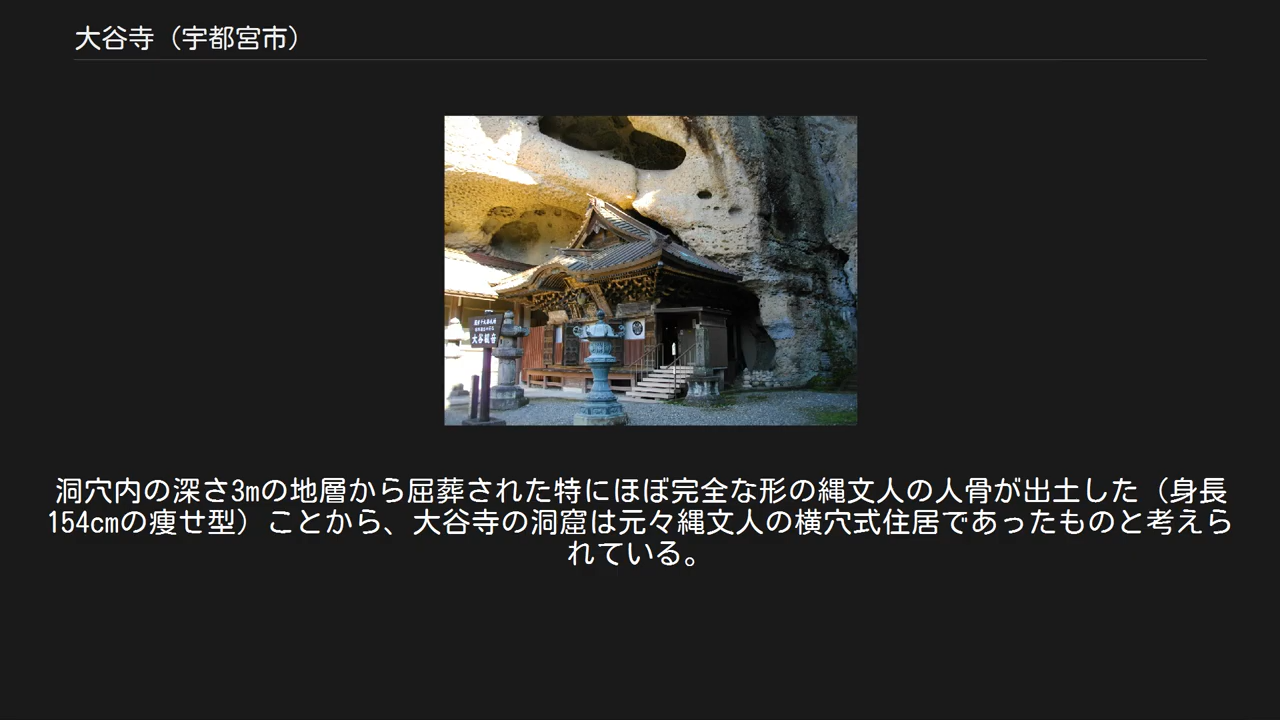 大谷寺（宇都宮市）
大谷観音
洞穴内の深さ3mの地層から屈葬された特にほぼ完全な形の縄文人の人骨が出土した（身長
154cmの痩せ型）ことから、大谷寺の洞窟は元々縄文人の横穴式住居であったものと考えら
れている。